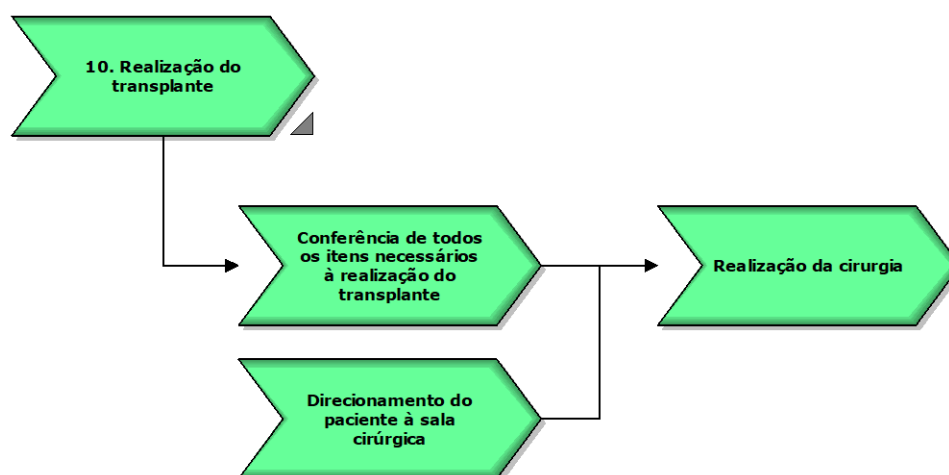 10. Realização do
transplante
Conferência de todos
os itens necessários
à realização do
transplante
Realização da cirurgia
Direcionamento do
paciente à sala
cirúrgica